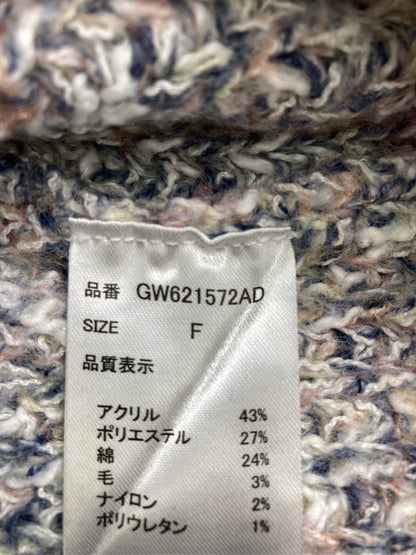 品番 GW621572AD
SIZE F
品質表示
アクリル 43%
ポリエステル 27%
綿 24%
毛 3%
ナイロン 2%
ポリウレタン 1%